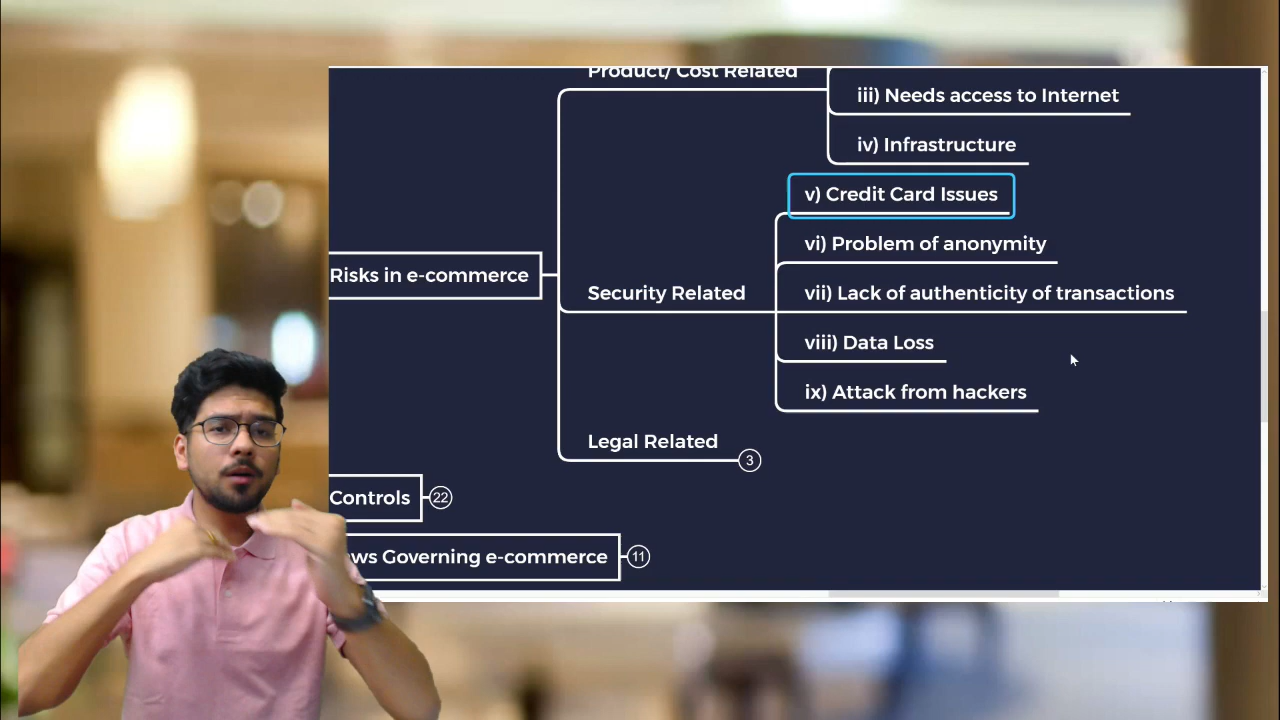 Product/ Cost Related
iii) Needs access to Internet
iv) Infrastructure
v) Credit Card Issues
vi) Problem of anonymity
Risks in e-commerce
Security Related
vii) Lack of authenticity of transactions
viii) Data Loss
ix) Attack from hackers
Legal Related
3
Controls
22
ws Governing e-commerce
11